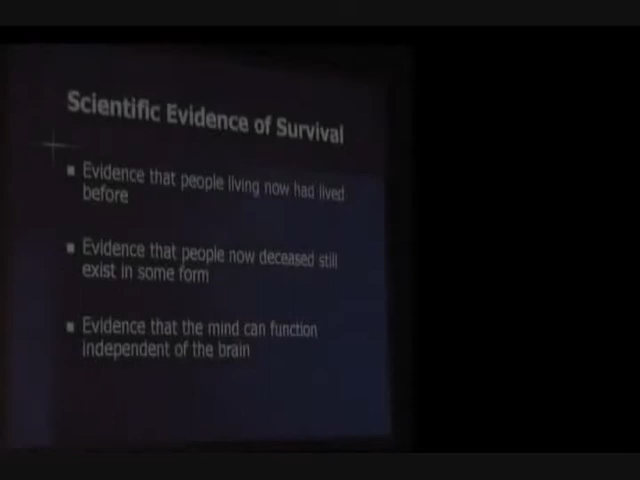 Scientific Evidence of Survival
Evidence that people living now had lived
before
Evidence that people now deceased still
exist in some form
Evidence that the mind can function
independent of the brain